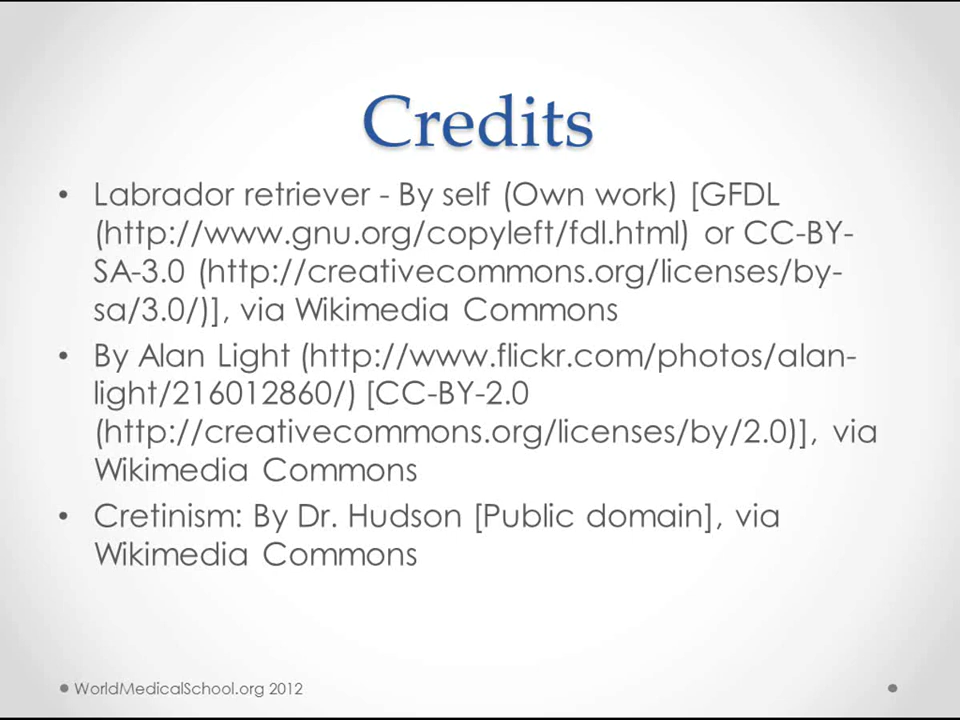 Credits
• Labrador retriever - By self (Own work) [GFDL
(http://www.gnu.org/copyleft/fdl.html) or CC-BY-
SA-3.0 (http://creativecommons.org/licenses/by-
sa/3.0/)], via Wikimedia Commons
• By Alan Light (http://www.flickr.com/photos/alan-
light/216012860/) [CC-BY-2.0
(http://creativecommons.org/licenses/by/2.0)], via
Wikimedia Commons
• Cretinism: By Dr. Hudson [Public domain], via
Wikimedia Commons
WorldMedicalSchool.org 2012